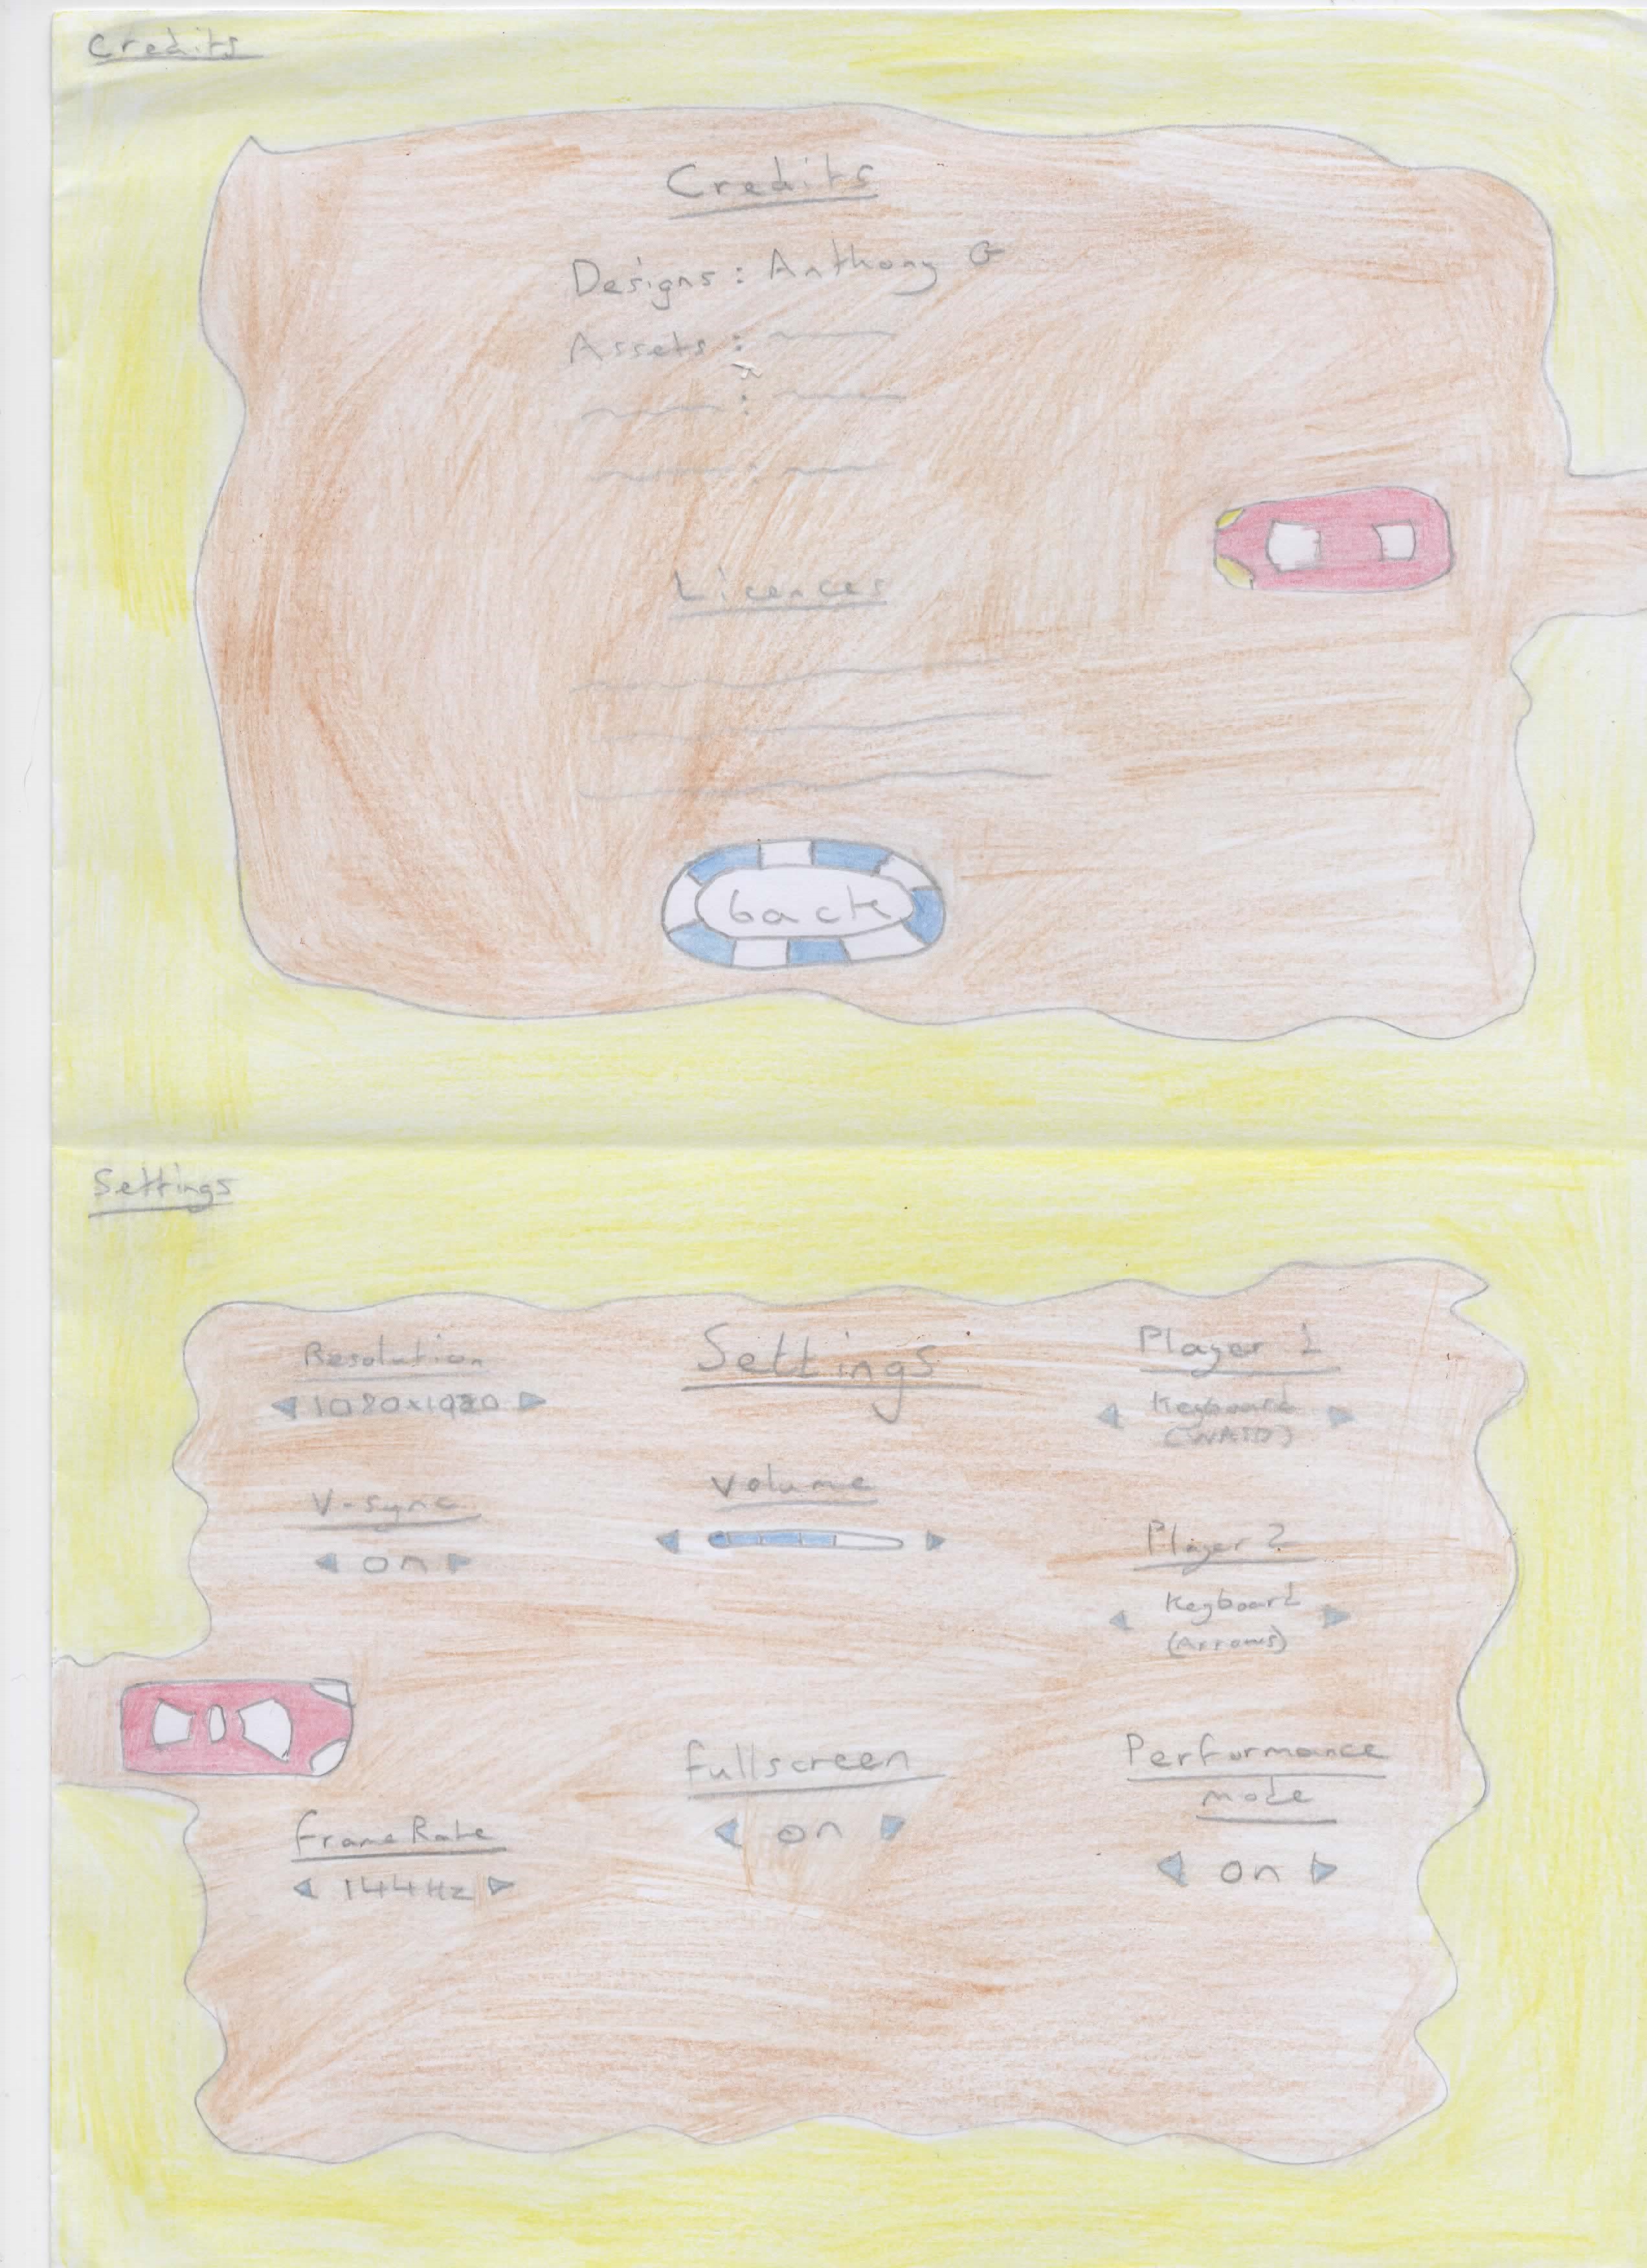 Credits
Credits
Designs: Anthony G
Assets:
Licences
back
Settings
Settings
Resolution
1080x1920
Player 1
Keyboard
(WASD)
V-sync
on
Volume
Player 2
Keyboard
(Arrows)
fullscreen
on
Performance
mode
on
frame Rate
144Hz